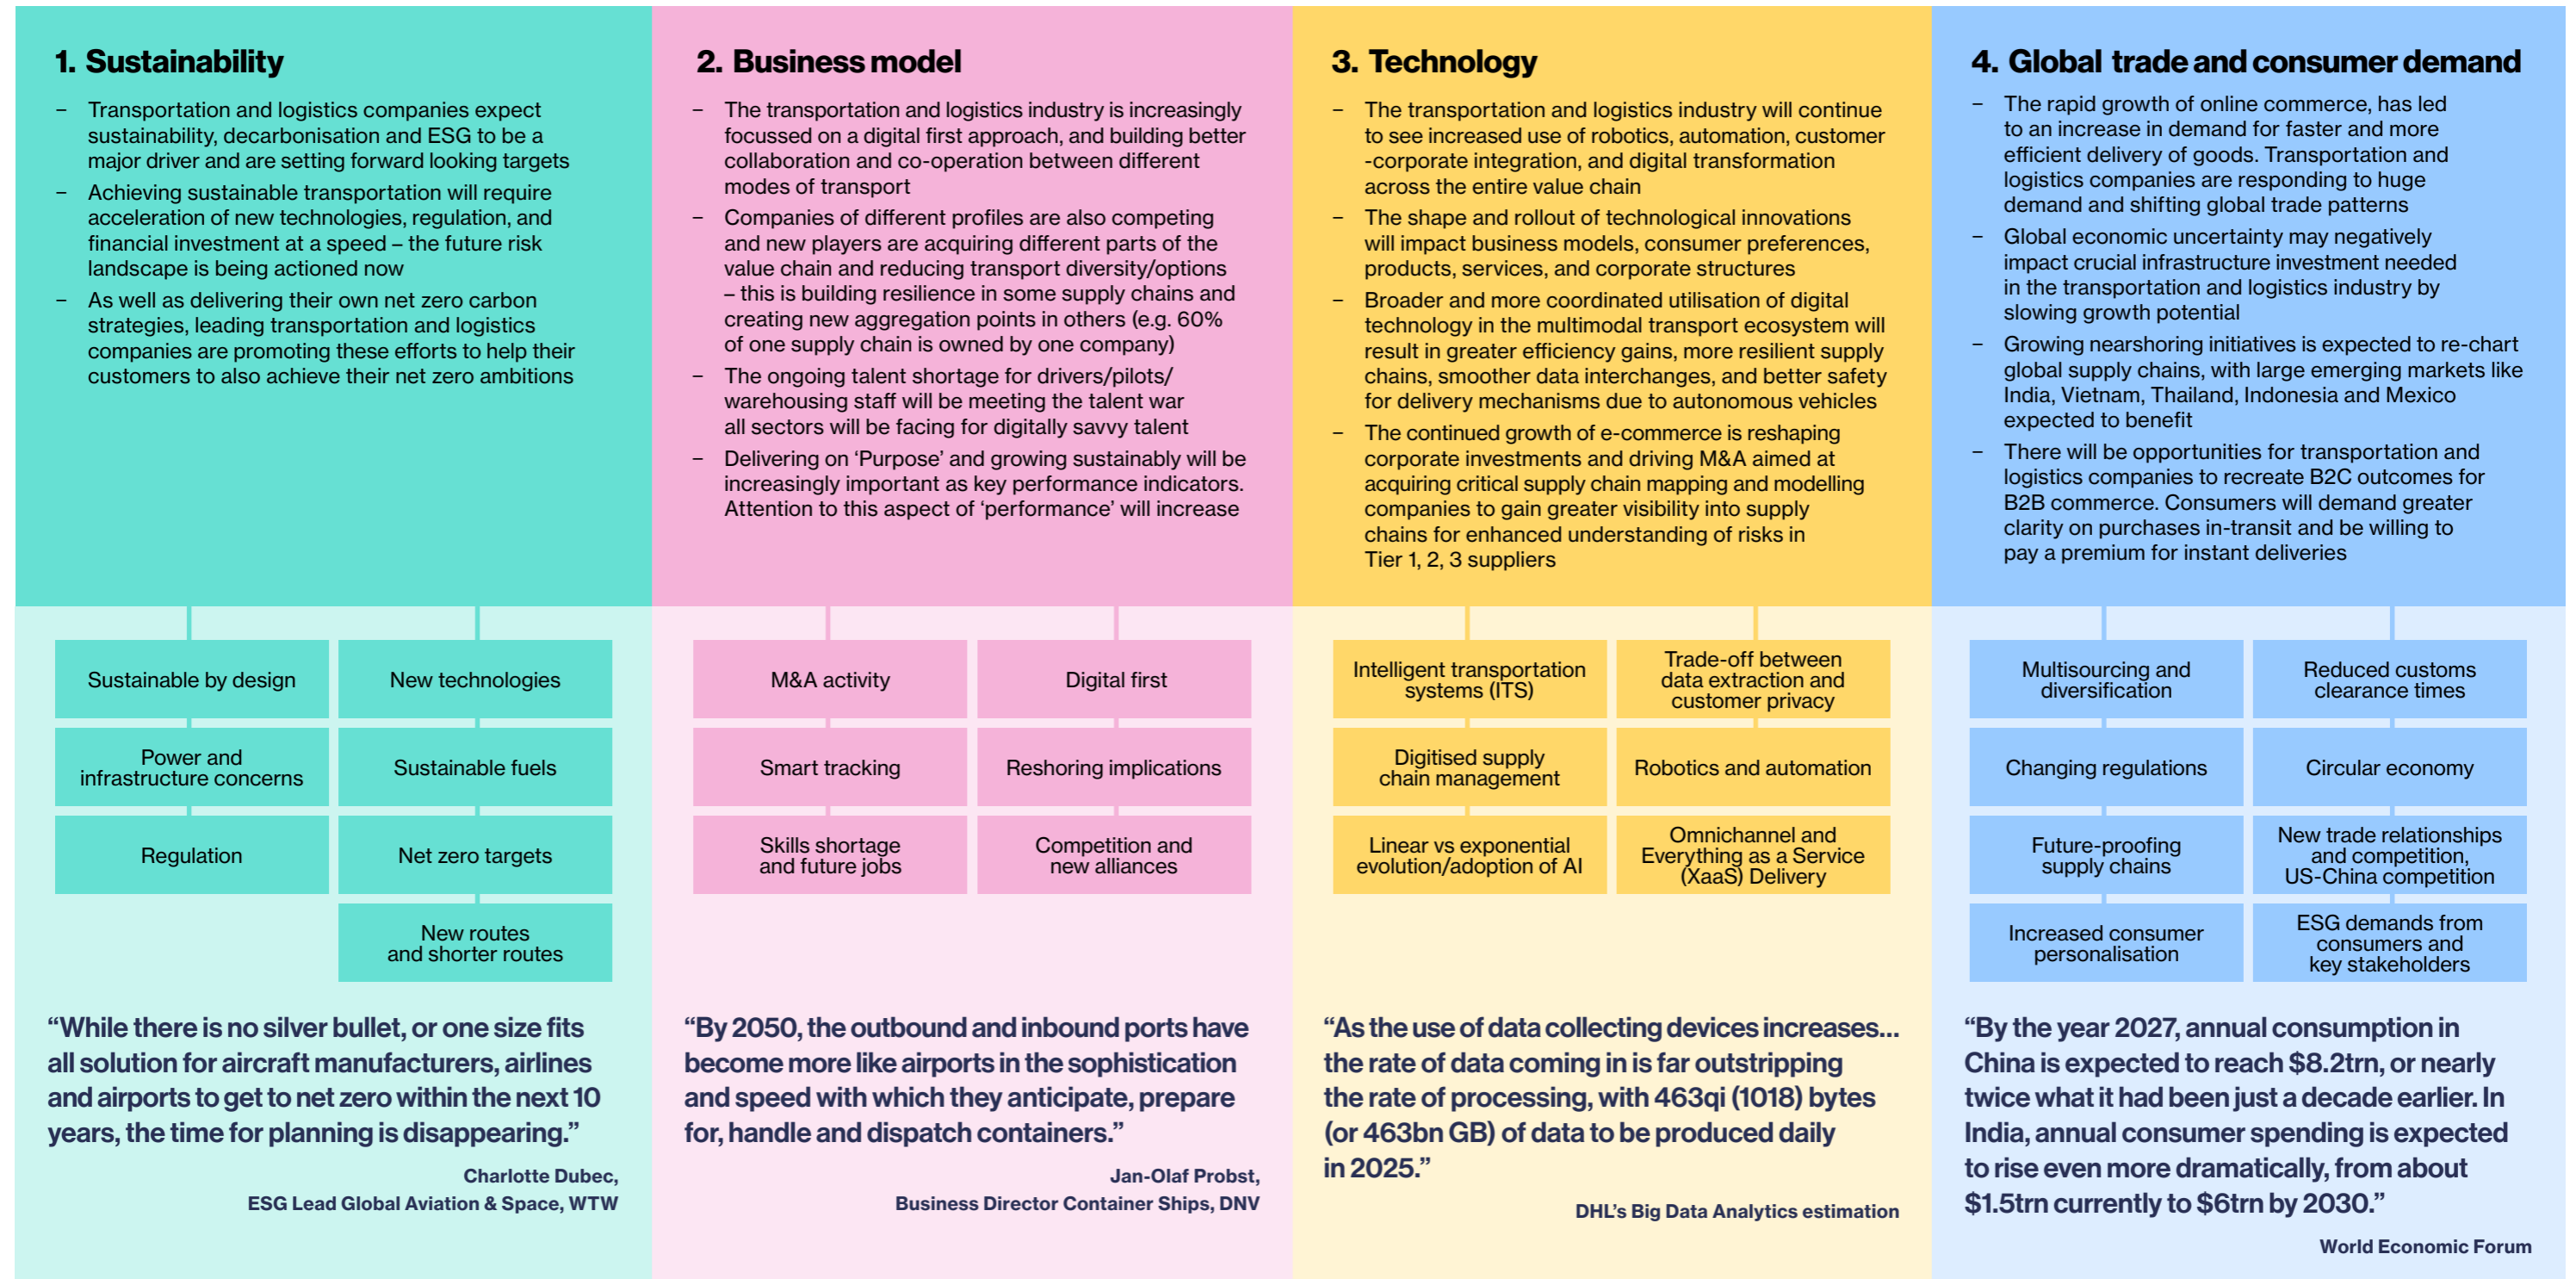 1. Sustainability
– Transportation and logistics companies expect
sustainability, decarbonisation and ESG to be a
major driver and are setting forward looking targets
– Achieving sustainable transportation will require
acceleration of new technologies, regulation, and
financial investment at a speed – the future risk
landscape is being actioned now
– As well as delivering their own net zero carbon
strategies, leading transportation and logistics
companies are promoting these efforts to help their
customers to also achieve their net zero ambitions
Sustainable by design
New technologies
Power and
infrastructure concerns
Sustainable fuels
Regulation
Net zero targets
New routes
and shorter routes
“While there is no silver bullet, or one size fits
all solution for aircraft manufacturers, airlines
and airports to get to net zero within the next 10
years, the time for planning is disappearing.”
Charlotte Dubec,
ESG Lead Global Aviation & Space, WTW
2. Business model
– The transportation and logistics industry is increasingly
focussed on a digital first approach, and building better
collaboration and co-operation between different
modes of transport
– Companies of different profiles are also competing
and new players are acquiring different parts of the
value chain and reducing transport diversity/options
– this is building resilience in some supply chains and
creating new aggregation points in others (e.g. 60%
of one supply chain is owned by one company)
– The ongoing talent shortage for drivers/pilots/
warehousing staff will be meeting the talent war
all sectors will be facing for digitally savvy talent
– Delivering on ‘Purpose’ and growing sustainably will be
increasingly important as key performance indicators.
Attention to this aspect of ‘performance’ will increase
M&A activity
Digital first
Smart tracking
Reshoring implications
Skills shortage
and future jobs
Competition and
new alliances
“By 2050, the outbound and inbound ports have
become more like airports in the sophistication
and speed with which they anticipate, prepare
for, handle and dispatch containers.”
Jan-Olaf Probst,
Business Director Container Ships, DNV
3. Technology
– The transportation and logistics industry will continue
to see increased use of robotics, automation, customer
-corporate integration, and digital transformation
across the entire value chain
– The shape and rollout of technological innovations
will impact business models, consumer preferences,
products, services, and corporate structures
– Broader and more coordinated utilisation of digital
technology in the multimodal transport ecosystem will
result in greater efficiency gains, more resilient supply
chains, smoother data interchanges, and better safety
for delivery mechanisms due to autonomous vehicles
– The continued growth of e-commerce is reshaping
corporate investments and driving M&A aimed at
acquiring critical supply chain mapping and modelling
companies to gain greater visibility into supply
chains for enhanced understanding of risks in
Tier 1, 2, 3 suppliers
Intelligent transportation
systems (ITS)
Trade-off between
data extraction and
customer privacy
Digitised supply
chain management
Robotics and automation
Linear vs exponential
evolution/adoption of AI
Omnichannel and
Everything as a Service
(XaaS) Delivery
“As the use of data collecting devices increases...
the rate of data coming in is far outstripping
the rate of processing, with 463qi (1018) bytes
(or 463bn GB) of data to be produced daily
in 2025.”
DHL’s Big Data Analytics estimation
4. Global trade and consumer demand
– The rapid growth of online commerce, has led
to an increase in demand for faster and more
efficient delivery of goods. Transportation and
logistics companies are responding to huge
demand and shifting global trade patterns
– Global economic uncertainty may negatively
impact crucial infrastructure investment needed
in the transportation and logistics industry by
slowing growth potential
– Growing nearshoring initiatives is expected to re-chart
global supply chains, with large emerging markets like
India, Vietnam, Thailand, Indonesia and Mexico
expected to benefit
– There will be opportunities for transportation and
logistics companies to recreate B2C outcomes for
B2B commerce. Consumers will demand greater
clarity on purchases in-transit and be willing to
pay a premium for instant deliveries
Multisourcing and
diversification
Reduced customs
clearance times
Changing regulations
Circular economy
Future-proofing
supply chains
New trade relationships
and competition,
US-China competition
Increased consumer
personalisation
ESG demands from
consumers and
key stakeholders
“By the year 2027, annual consumption in
China is expected to reach $8.2trn, or nearly
twice what it had been just a decade earlier. In
India, annual consumer spending is expected
to rise even more dramatically, from about
$1.5trn currently to $6trn by 2030.”
World Economic Forum